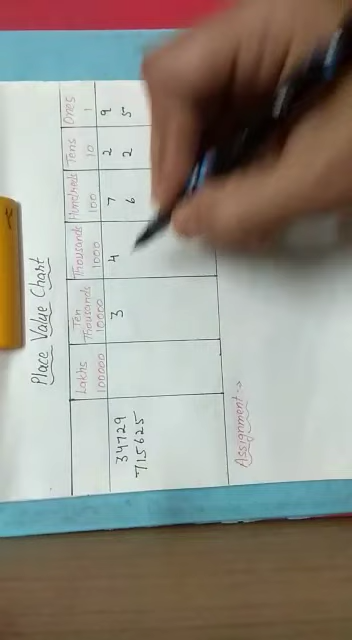 Place Value Chart
Lakhs Ten Thousands Thousands Hundreds Tens Ones
100000 10000 1000 100 10 1
34729 3 4 7 2 9
715625 6 2 5
Assignment:->